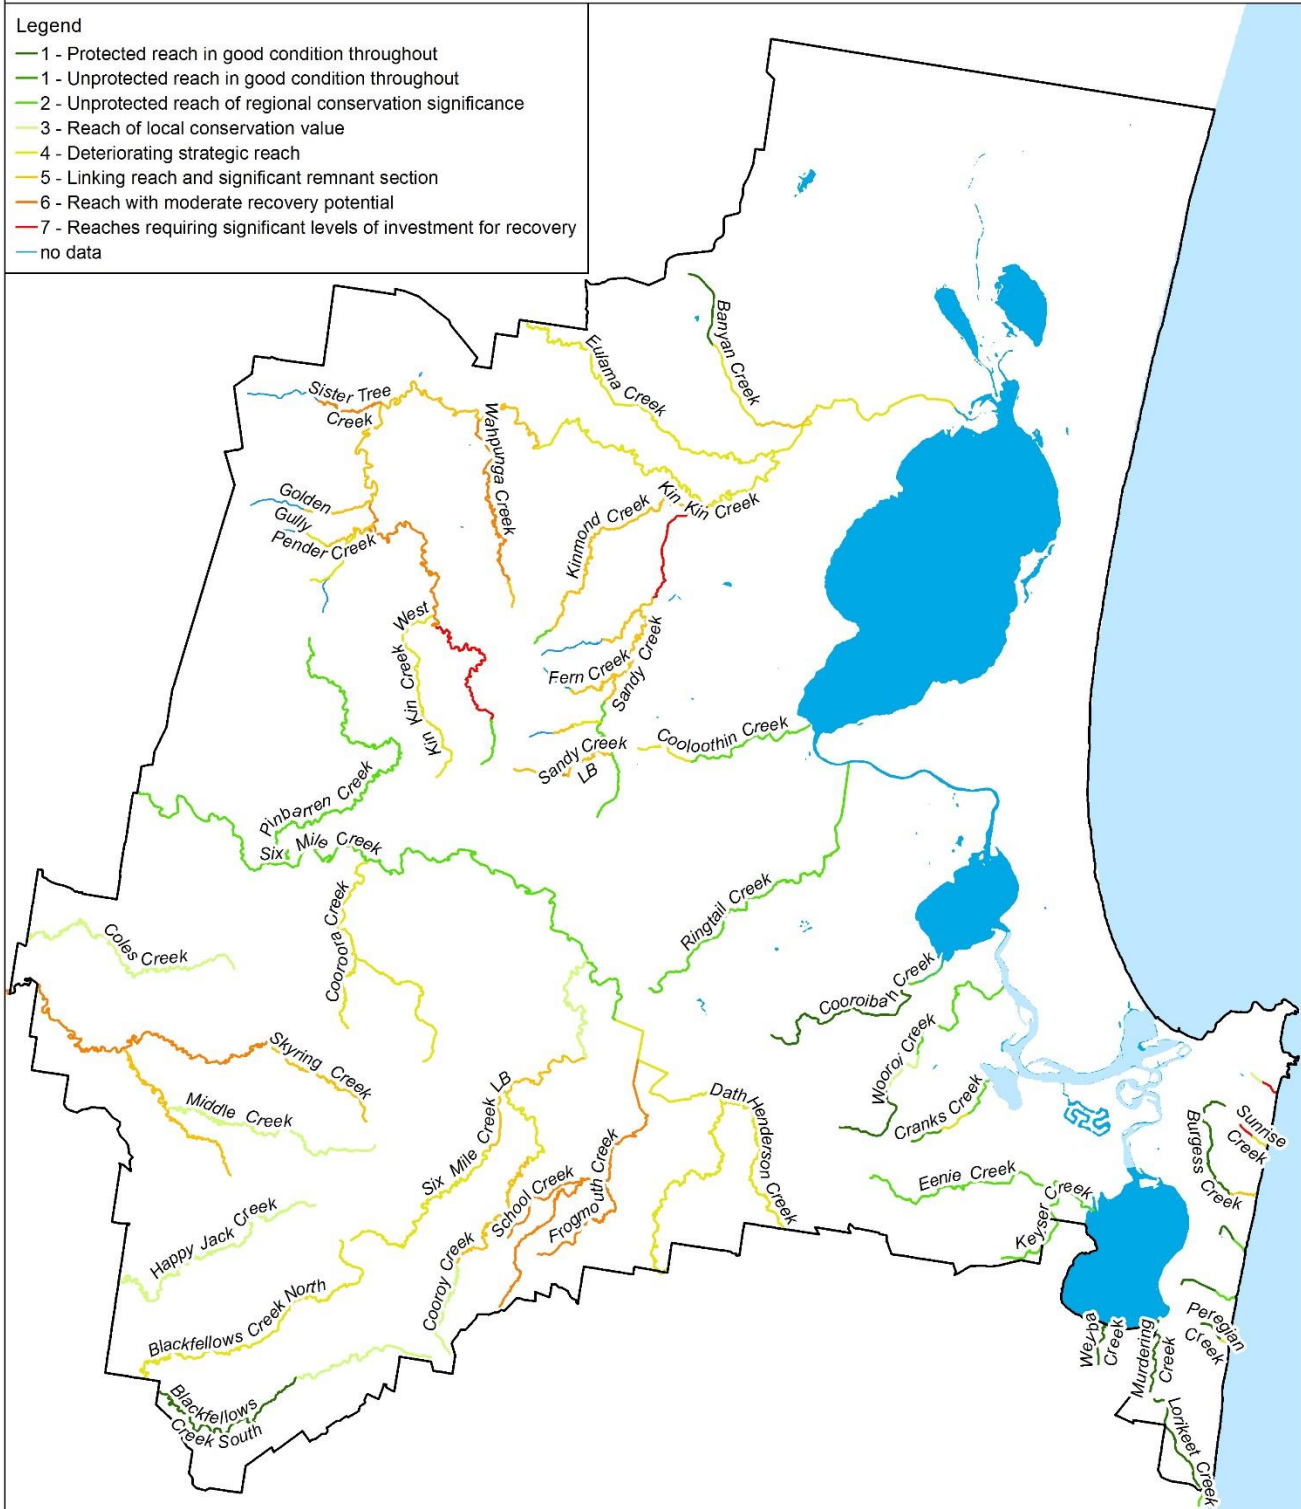 Legend
1 - Protected reach in good condition throughout
1 - Unprotected reach in good condition throughout
2 - Unprotected reach of regional conservation significance
3 - Reach of local conservation value
4 - Deteriorating strategic reach
5 - Linking reach and significant remnant section
6 - Reach with moderate recovery potential
7 - Reaches requiring significant levels of investment for recovery
no data
Banyan Creek
Eulama Creek
Sister Tree
Creek
Wahpunga Creek
Golden
Gully
Pender Creek
Kin Kin Creek
Kinmond Creek
Kin Kin Creek West
Fern Creek
Sandy Creek
Cooloothin Creek
Sandy Creek
LB
Pinbarren Creek
Six Mile Creek
Cooroora Creek
Ringtail Creek
Coles Creek
Cooroibah Creek
Wooroi Creek
Skyring Creek
Middle Creek
Six Mile Creek LB
Dath Henderson Creek
Cranks Creek
Sunrise
Creek
Burgess Creek
School Creek
Frogmouth Creek
Eenie Creek
Keyser Creek
Happy Jack Creek
Cooroy Creek
Blackfellows Creek North
Weyba
Creek
Murdering
Creek
Peregian
Creek
Blackfellows
Creek South
Lorikeet Creek